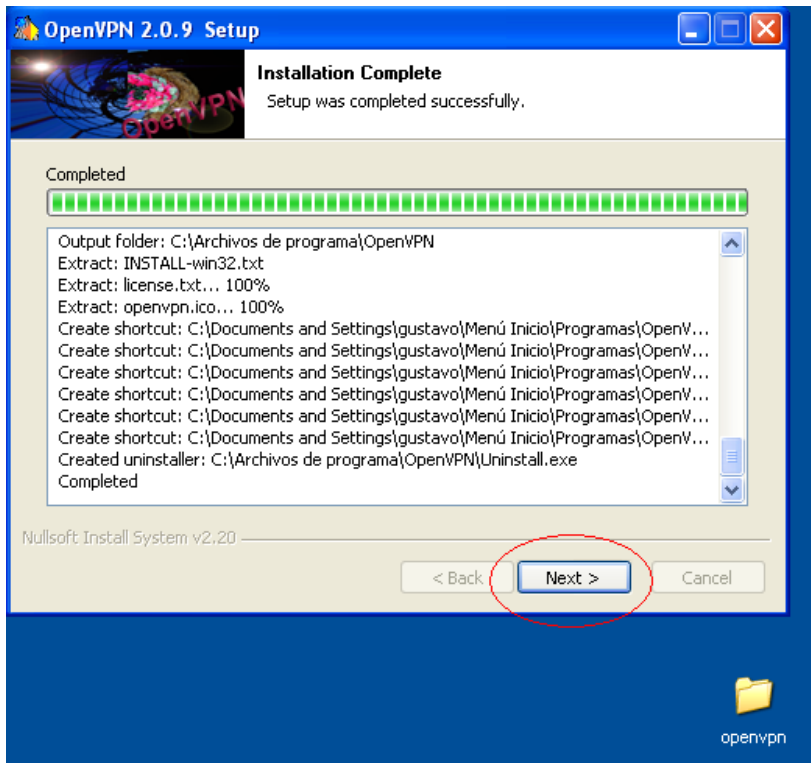 OpenVPN 2.0.9 Setup
OpenVPN
Installation Complete
Setup was completed successfully.
Completed
Output folder: C:\Archivos de programa\OpenVPN
Extract: INSTALL-win32.txt
Extract: license.txt... 100%
Extract: openvpn.ico... 100%
Create shortcut: C:\Documents and Settings\gustavo\Menú Inicio\Programas\OpenV...
Create shortcut: C:\Documents and Settings\gustavo\Menú Inicio\Programas\OpenV...
Create shortcut: C:\Documents and Settings\gustavo\Menú Inicio\Programas\OpenV...
Create shortcut: C:\Documents and Settings\gustavo\Menú Inicio\Programas\OpenV...
Create shortcut: C:\Documents and Settings\gustavo\Menú Inicio\Programas\OpenV...
Create shortcut: C:\Documents and Settings\gustavo\Menú Inicio\Programas\OpenV...
Created uninstaller: C:\Archivos de programa\OpenVPN\Uninstall.exe
Completed
Nullsoft Install System v2.20
< Back Next > Cancel
openvpn